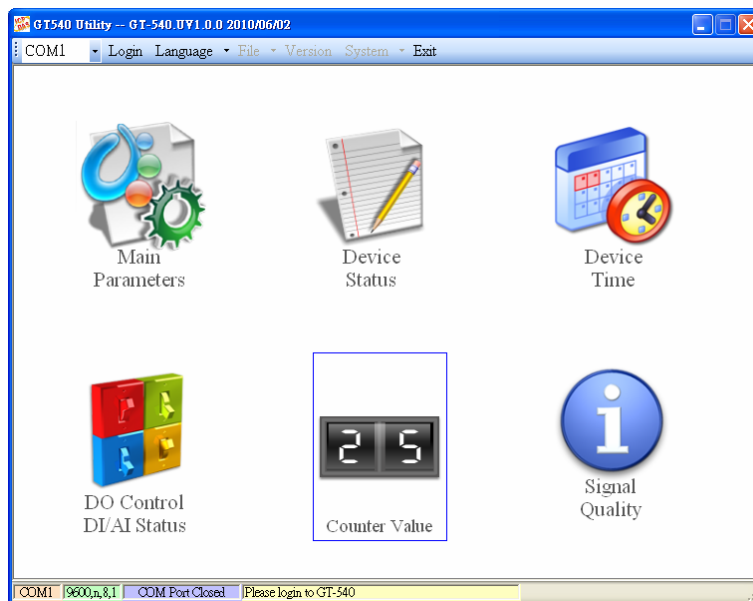 GT540 Utility -- GT-540.UV1.0.0 2010/06/02
COM1 Login Language File Version System Exit
Main
Parameters
Device
Status
Device
Time
DO Control
DI/AI Status
25
Counter Value
i
Signal
Quality
COM1 9600,n,8,1 COM Port Closed Please login to GT-540